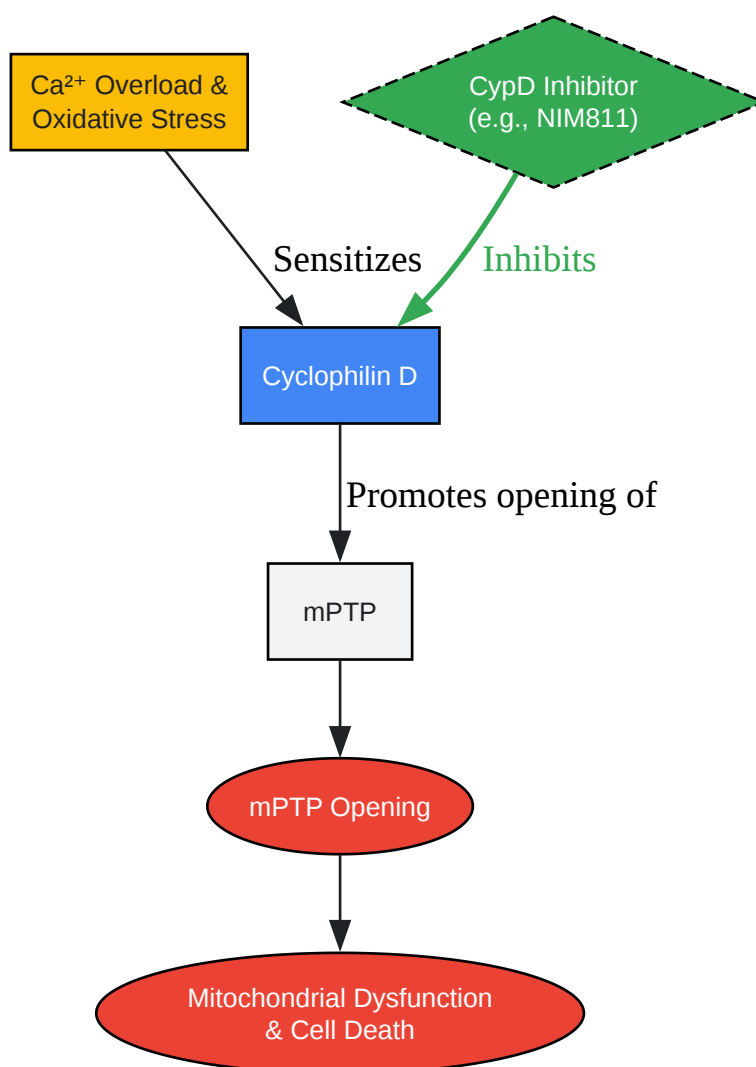 Ca²⁺ Overload &
Oxidative Stress
CypD Inhibitor
(e.g., NIM811)
Sensitizes
Inhibits
Cyclophilin D
Promotes opening of
mPTP
mPTP Opening
Mitochondrial Dysfunction
& Cell Death